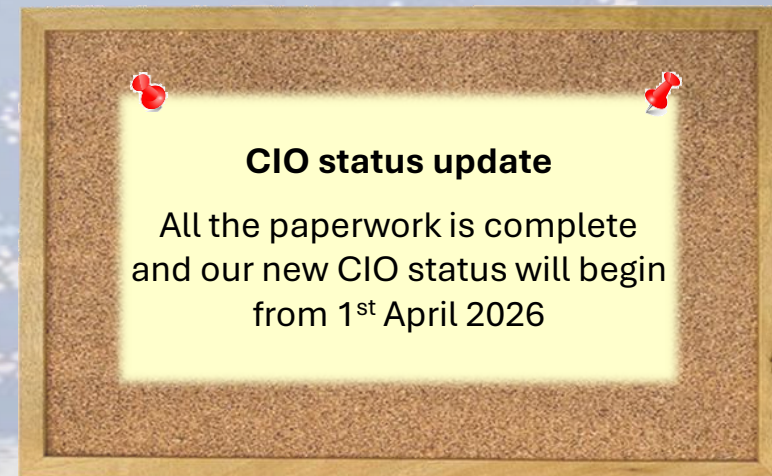 CIO status update
All the paperwork is complete
and our new CIO status will begin
from 1st April 2026